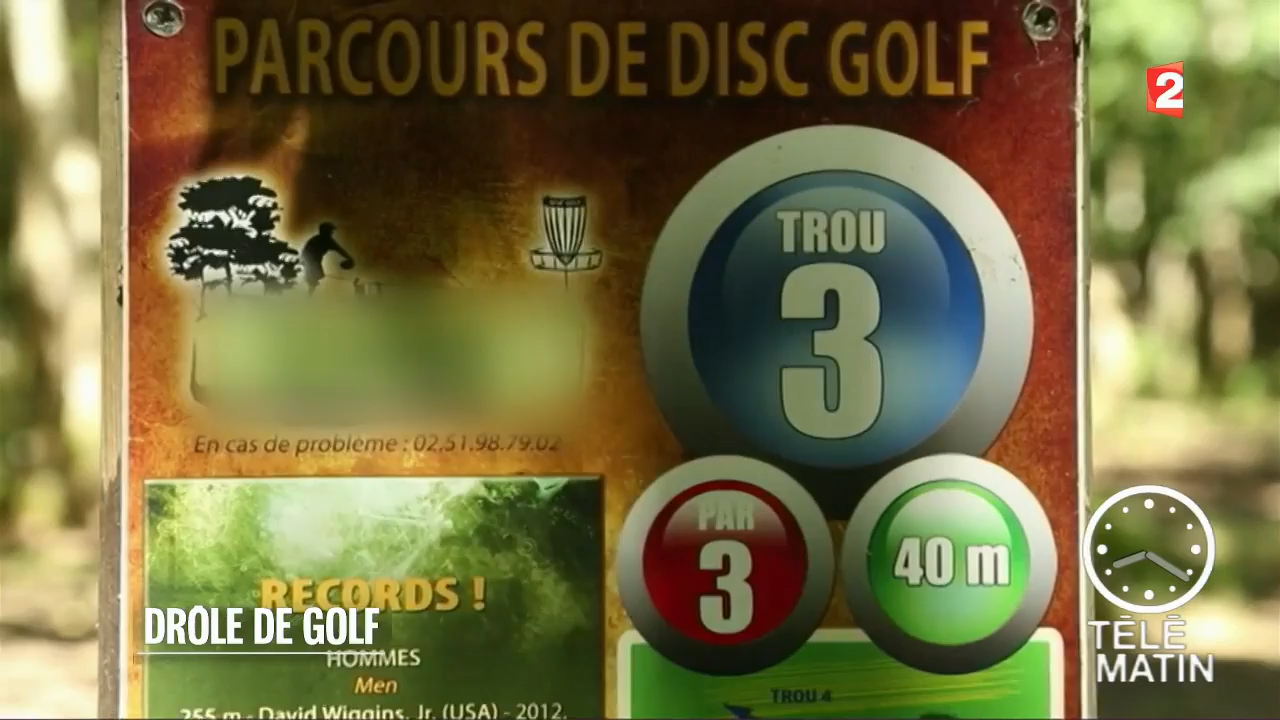 PARCOURS DE DISC GOLF
2
TROU
3
En cas de problème : 02.51.98.79.02
PAR
3
40 m
RECORDS !
DRÔLE DE GOLF
HOMMES
Men
255 m - David Wiggins, Jr. (USA) - 2012.
TROU 4
TÉLÉ
MATIN